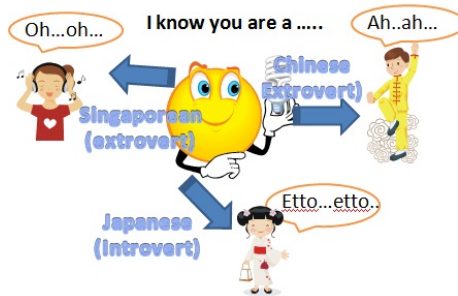 I know you are a .....
Oh...oh...
Ah..ah...
Chinese
Extrovert)
Singaporean
(extrovert)
Etto...etto..
Japanese
(Introvert)